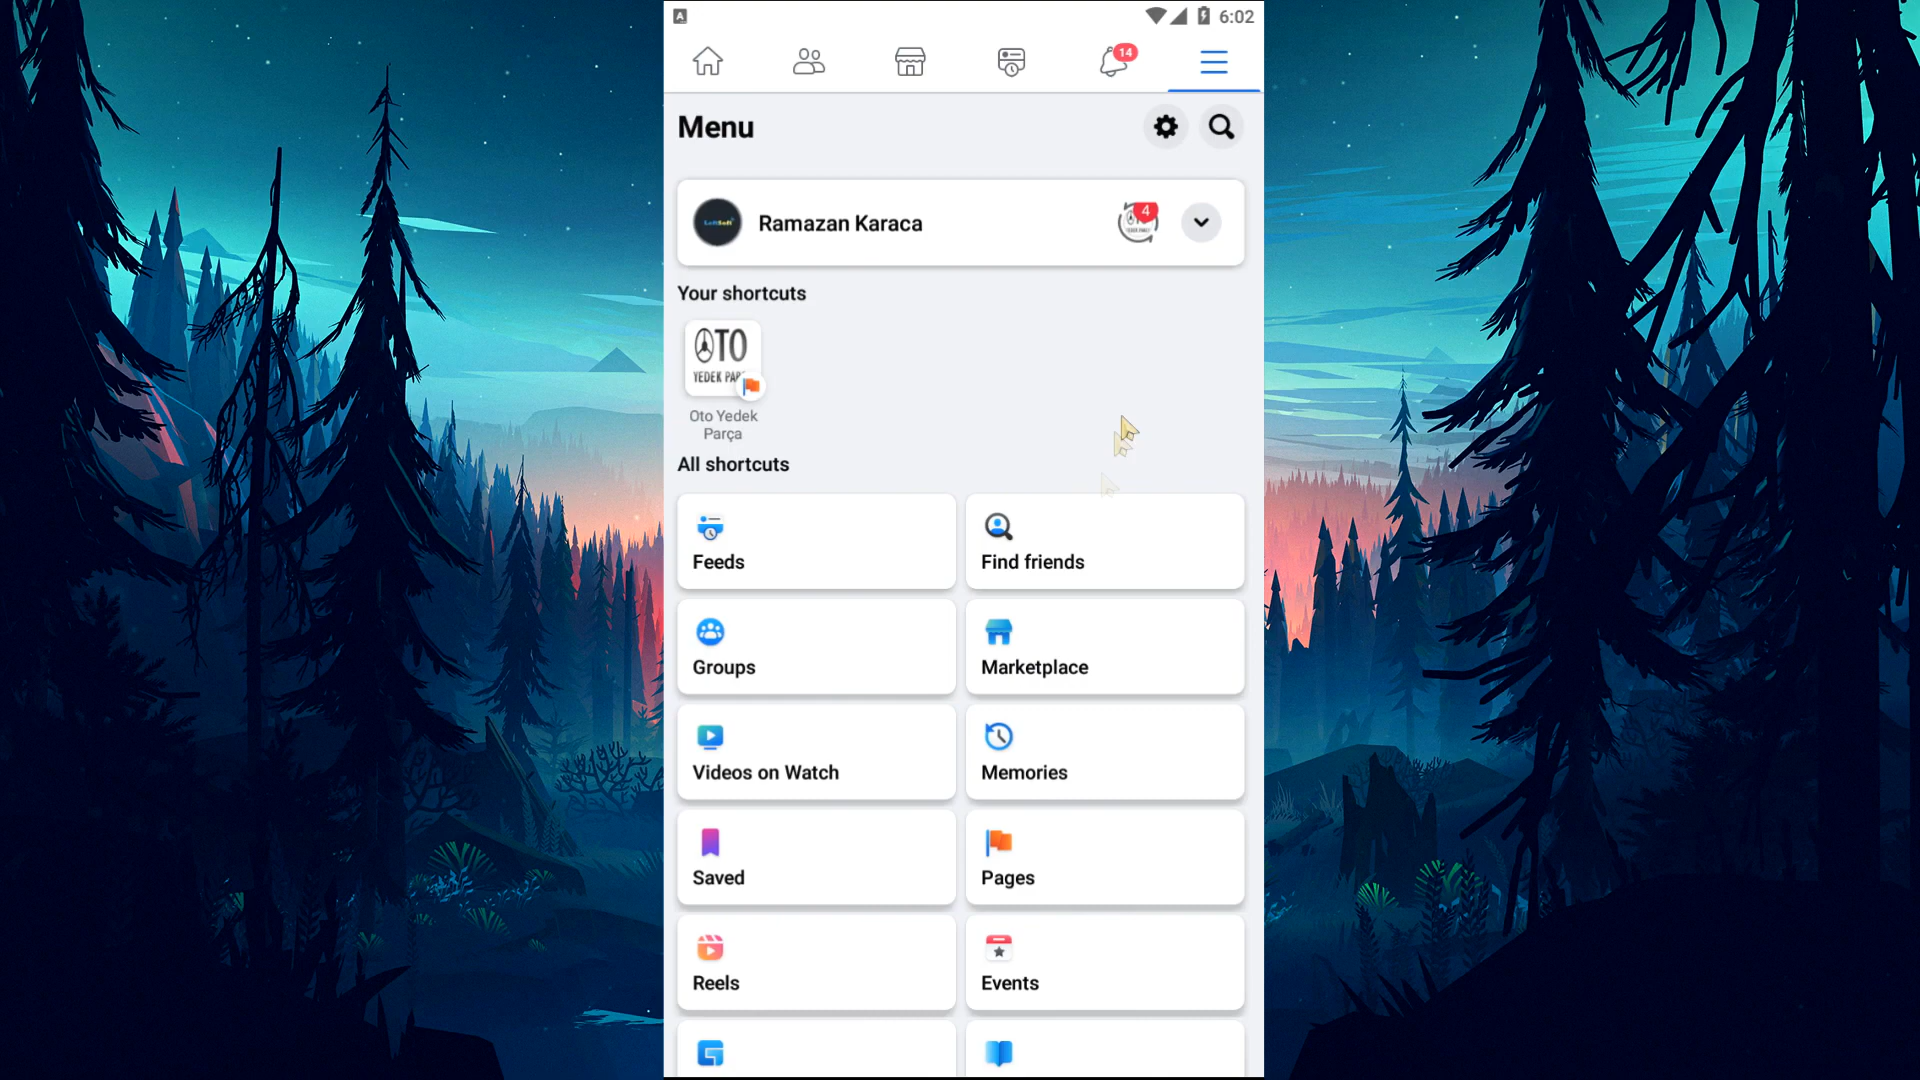 6:02
14
Menu
LoftSoft
Ramazan Karaca
4
Your shortcuts
OTO
YEDEK PAR
Oto Yedek
Parça
All shortcuts
Feeds
Find friends
Groups
Marketplace
Videos on Watch
Memories
Saved
Pages
Reels
Events